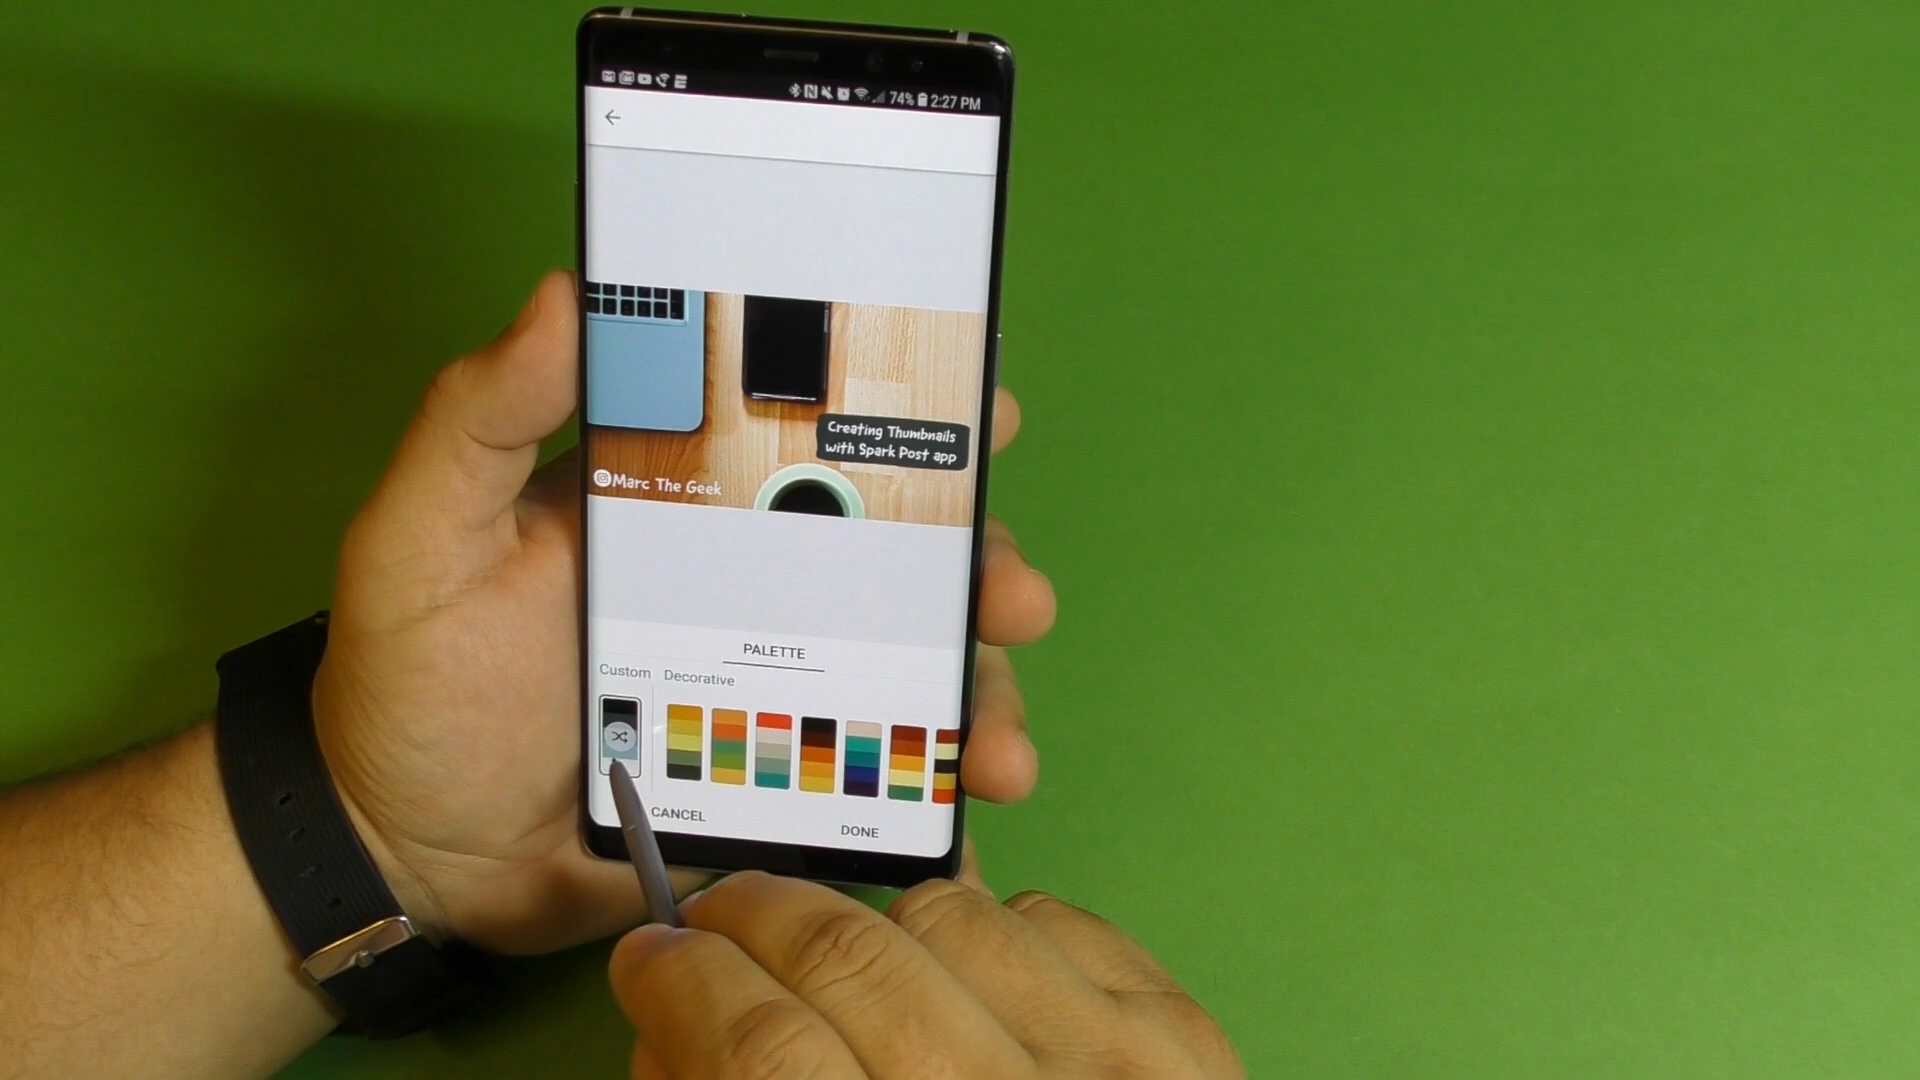 74% 2:27 PM
Creating Thumbnails
with Spark Post app
Marc The Geek
PALETTE
Custom Decorative
CANCEL
DONE